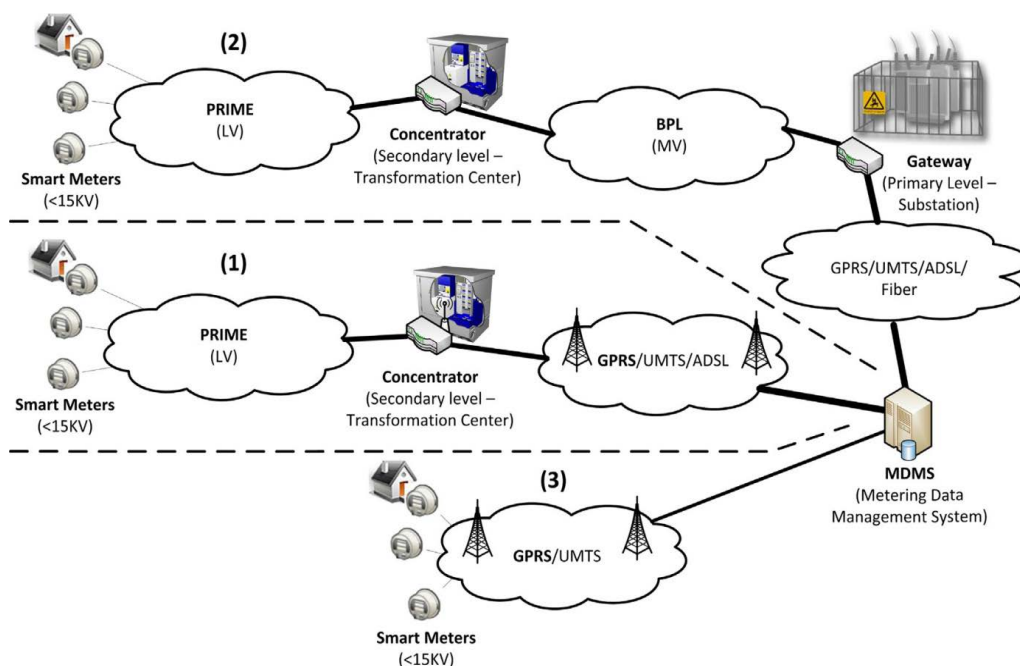 (2)
PRIME
(LV)
Smart Meters
(<15KV)
Concentrator
(Secondary level –
Transformation Center)
BPL
(MV)
Gateway
(Primary Level –
Substation)
GPRS/UMTS/ADSL/
Fiber
(1)
PRIME
(LV)
Smart Meters
(<15KV)
Concentrator
(Secondary level –
Transformation Center)
GPRS/UMTS/ADSL
MDMS
(Metering Data
Management System)
(3)
GPRS/UMTS
Smart Meters
(<15KV)